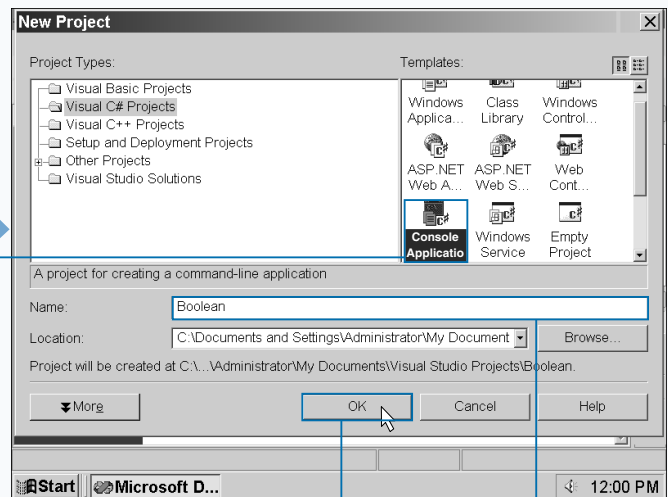 New Project
Project Types:
Templates:
Visual Basic Projects
Visual C# Projects
Visual C++ Projects
Setup and Deployment Projects
Other Projects
Visual Studio Solutions
Windows Applica...
Class Library
Windows Control...
ASP.NET Web A...
ASP.NET Web S...
Web Cont...
Console Applicatio
Windows Service
Empty Project
A project for creating a command-line application
Name:
Boolean
Location:
C:\Documents and Settings\Administrator\My Document
Browse...
Project will be created at C:\...\Administrator\My Documents\Visual Studio Projects\Boolean.
More
OK
Cancel
Help
Start
Microsoft D...
12:00 PM